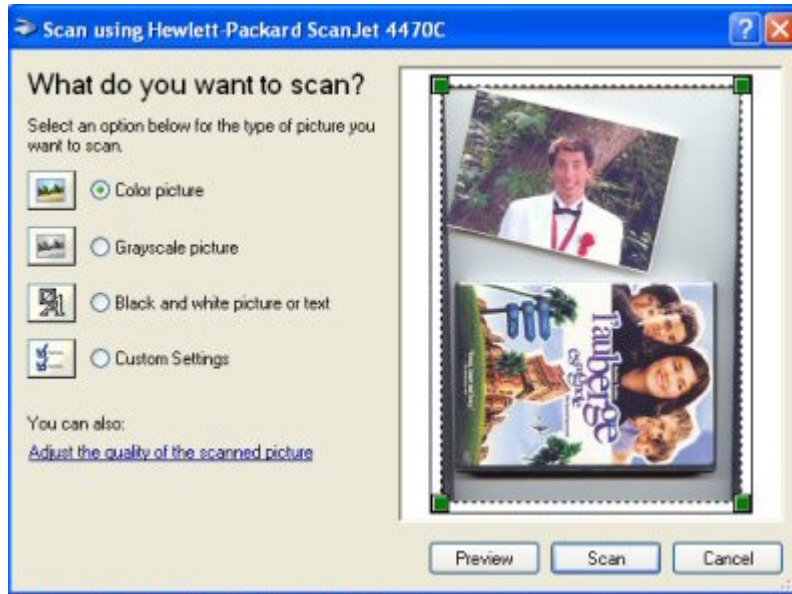 Scan using Hewlett-Packard ScanJet 4470C
What do you want to scan?
Select an option below for the type of picture you
want to scan.
Color picture
Grayscale picture
Black and white picture or text
Custom Settings
You can also:
Adjust the quality of the scanned picture
l'auberge
espagnole
Preview
Scan
Cancel